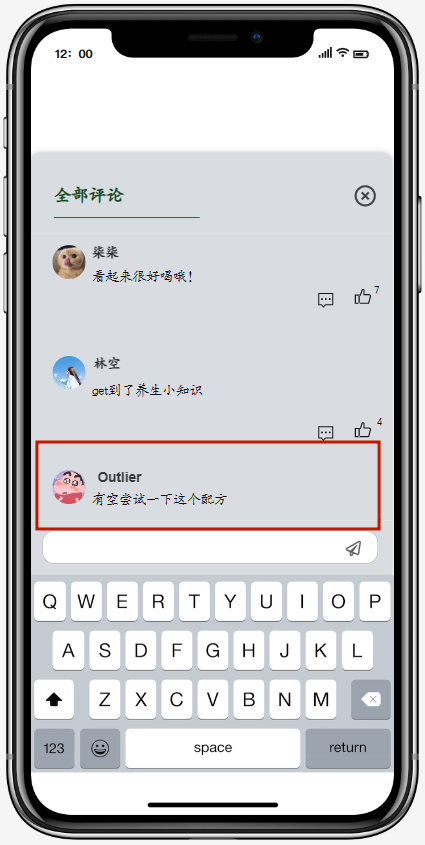 12：00
全部评论
柒柒
看起来很好喝哦!
7
林空
get到了养生小知识
4
Outlier
有空尝试一下这个配方
Q W E R T Y U I O P
A S D F G H J K L
Z X C V B N M
123 space return